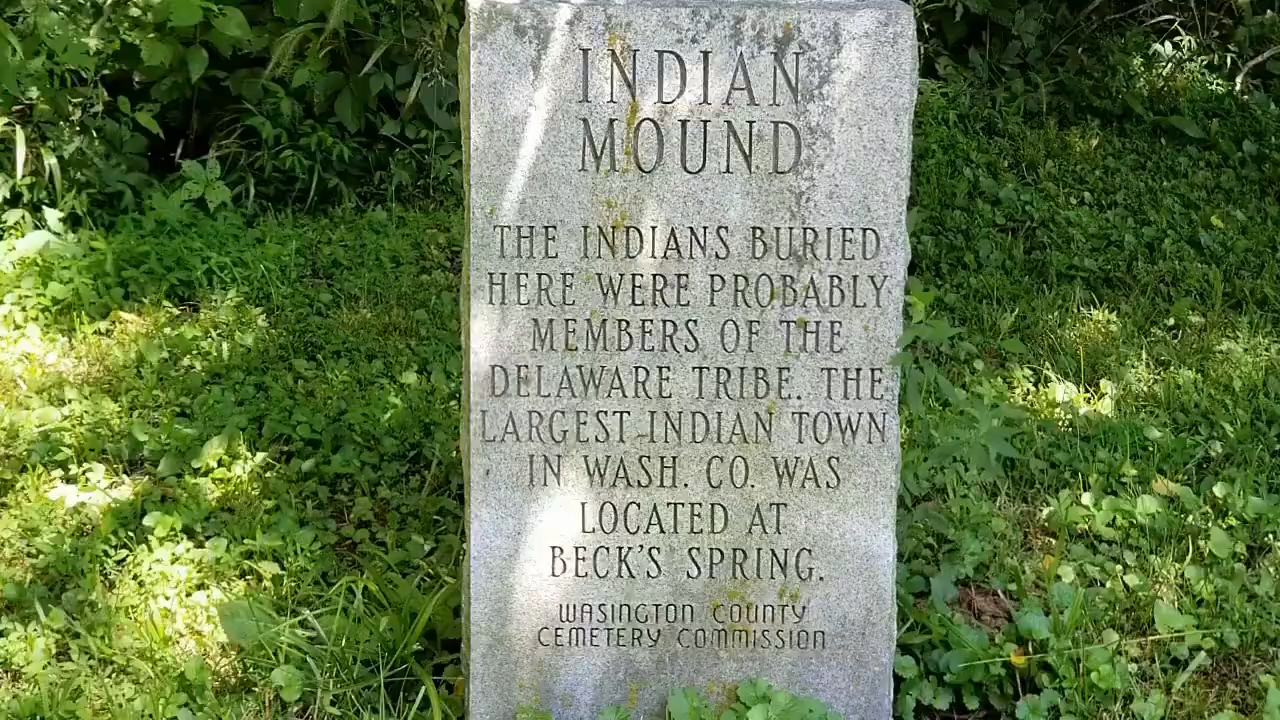 INDIAN
MOUND
THE INDIANS BURIED
HERE WERE PROBABLY
MEMBERS OF THE
DELAWARE TRIBE. THE
LARGEST INDIAN TOWN
IN WASH. CO. WAS
LOCATED AT
BECK'S SPRING.
WASINGTON COUNTY
CEMETERY COMMISSION